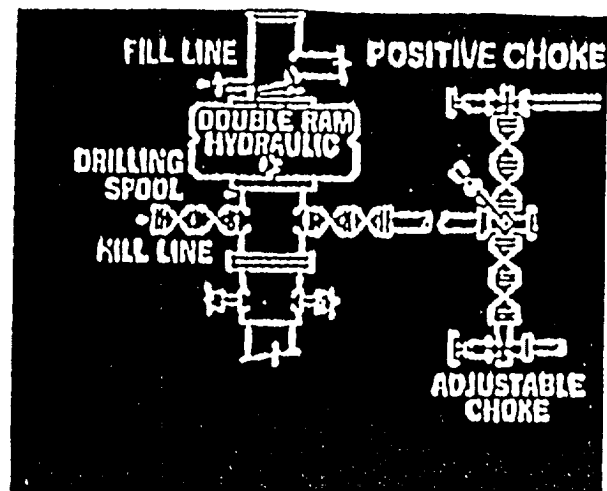 FILL LINE
POSITIVE CHOKE
DOUBLE RAM
HYDRAULIC
DRILLING
SPOOL
KILL LINE
ADJUSTABLE
CHOKE